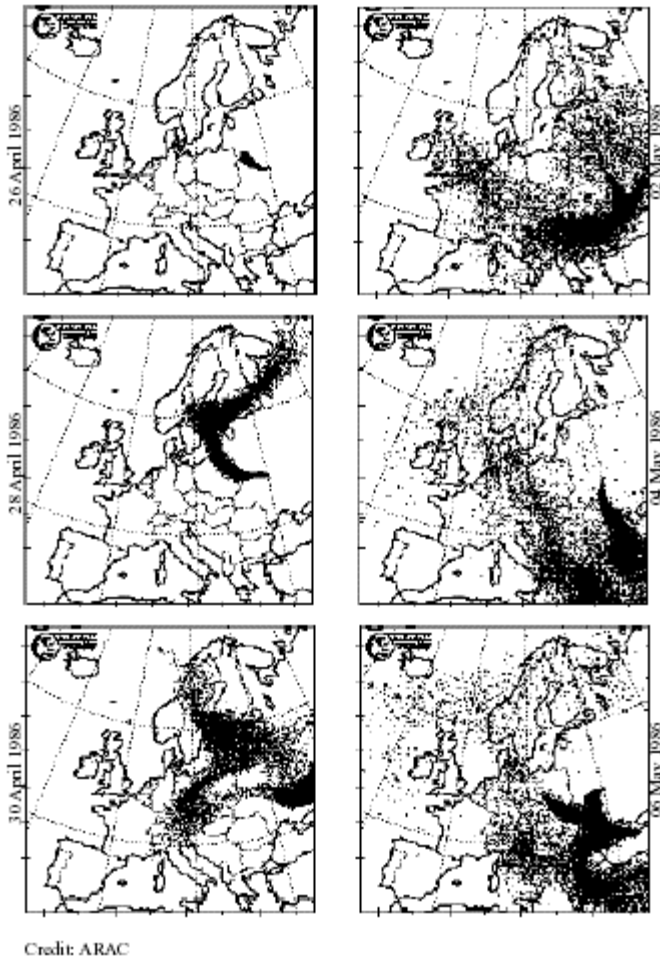 26 April 1986
02 May, 1986
28 April 1986
04 May, 1986
30 April 1986
06 May, 1986
Credit: ARAC